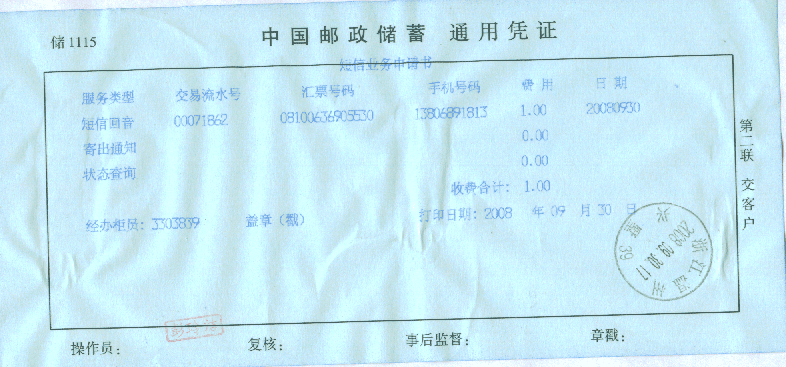 储1115
中国邮政储蓄 通用凭证
短信业务申请书
服务类型 交易流水号 汇票号码 手机号码 费用 日期
短信回音 00071862 08100636905530 13806891813 1.00 20080930
寄出通知 0.00
状态查询 0.00
收费合计: 1.00
经办柜员: 3303839 盖章(戳) 打印日期: 2008 年 09 月 30 日
第二联 交客户
2008 09 30 17
39
操作员: 复核: 事后监督: 章戳: